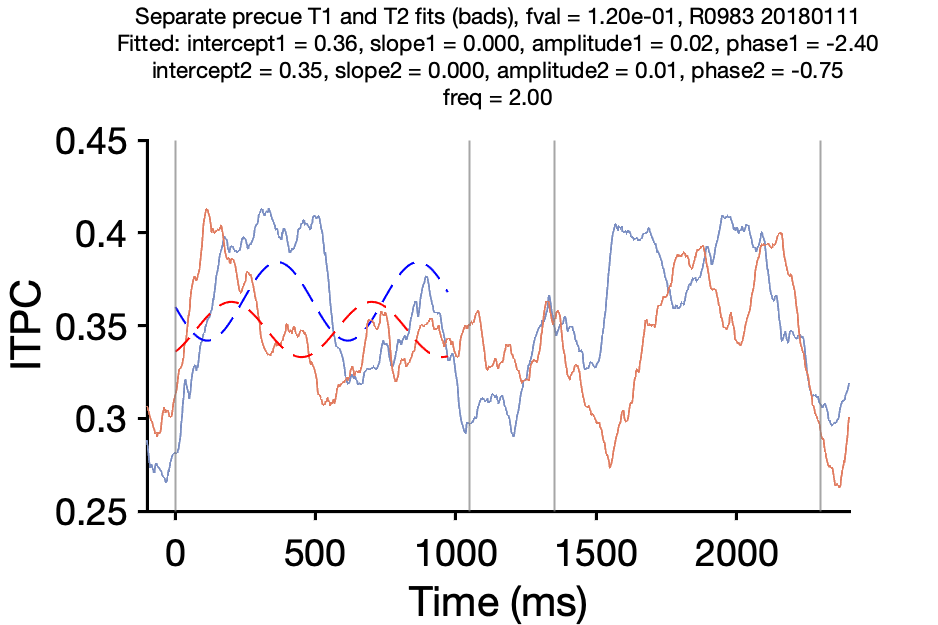 Separate precue T1 and T2 fits (bads), fval = 1.20e-01, R0983 20180111
Fitted: intercept1 = 0.36, slope1 = 0.000, amplitude1 = 0.02, phase1 = -2.40
intercept2 = 0.35, slope2 = 0.000, amplitude2 = 0.01, phase2 = -0.75
freq = 2.00
0.45
0.4
0.35
0.3
0.25
ITPC
0 500 1000 1500 2000
Time (ms)